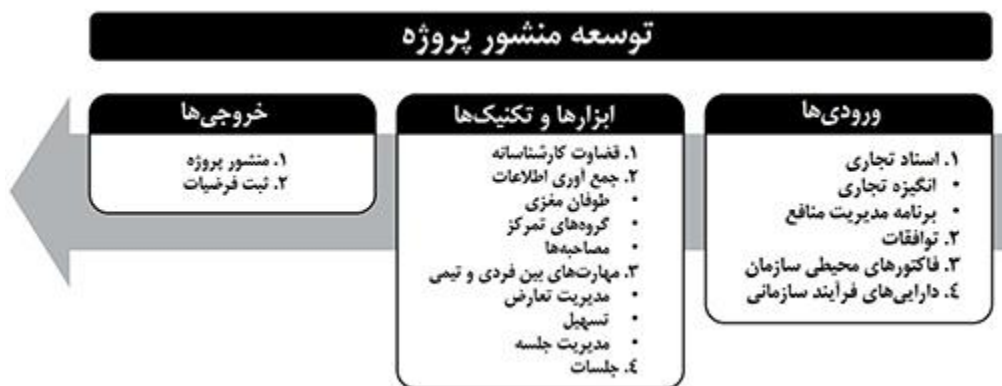 توسعه منشور پروژه
ورودی‌ها
۱. اسناد تجاری
• انگیزه تجاری
• برنامه مدیریت منافع
۲. توافقات
۳. فاکتورهای محیطی سازمان
٤. دارایی‌های فرآیند سازمانی
ابزارها و تکنیک‌ها
۱. قضاوت کارشناسانه
۲. جمع آوری اطلاعات
• طوفان مغزی
• گروه‌های تمرکز
• مصاحبه‌ها
۳. مهارت‌های بین فردی و تیمی
• مدیریت تعارض
• تسهیل
• مدیریت جلسه
٤. جلسات
خروجی‌ها
۱. منشور پروژه
۲. ثبت فرضیات